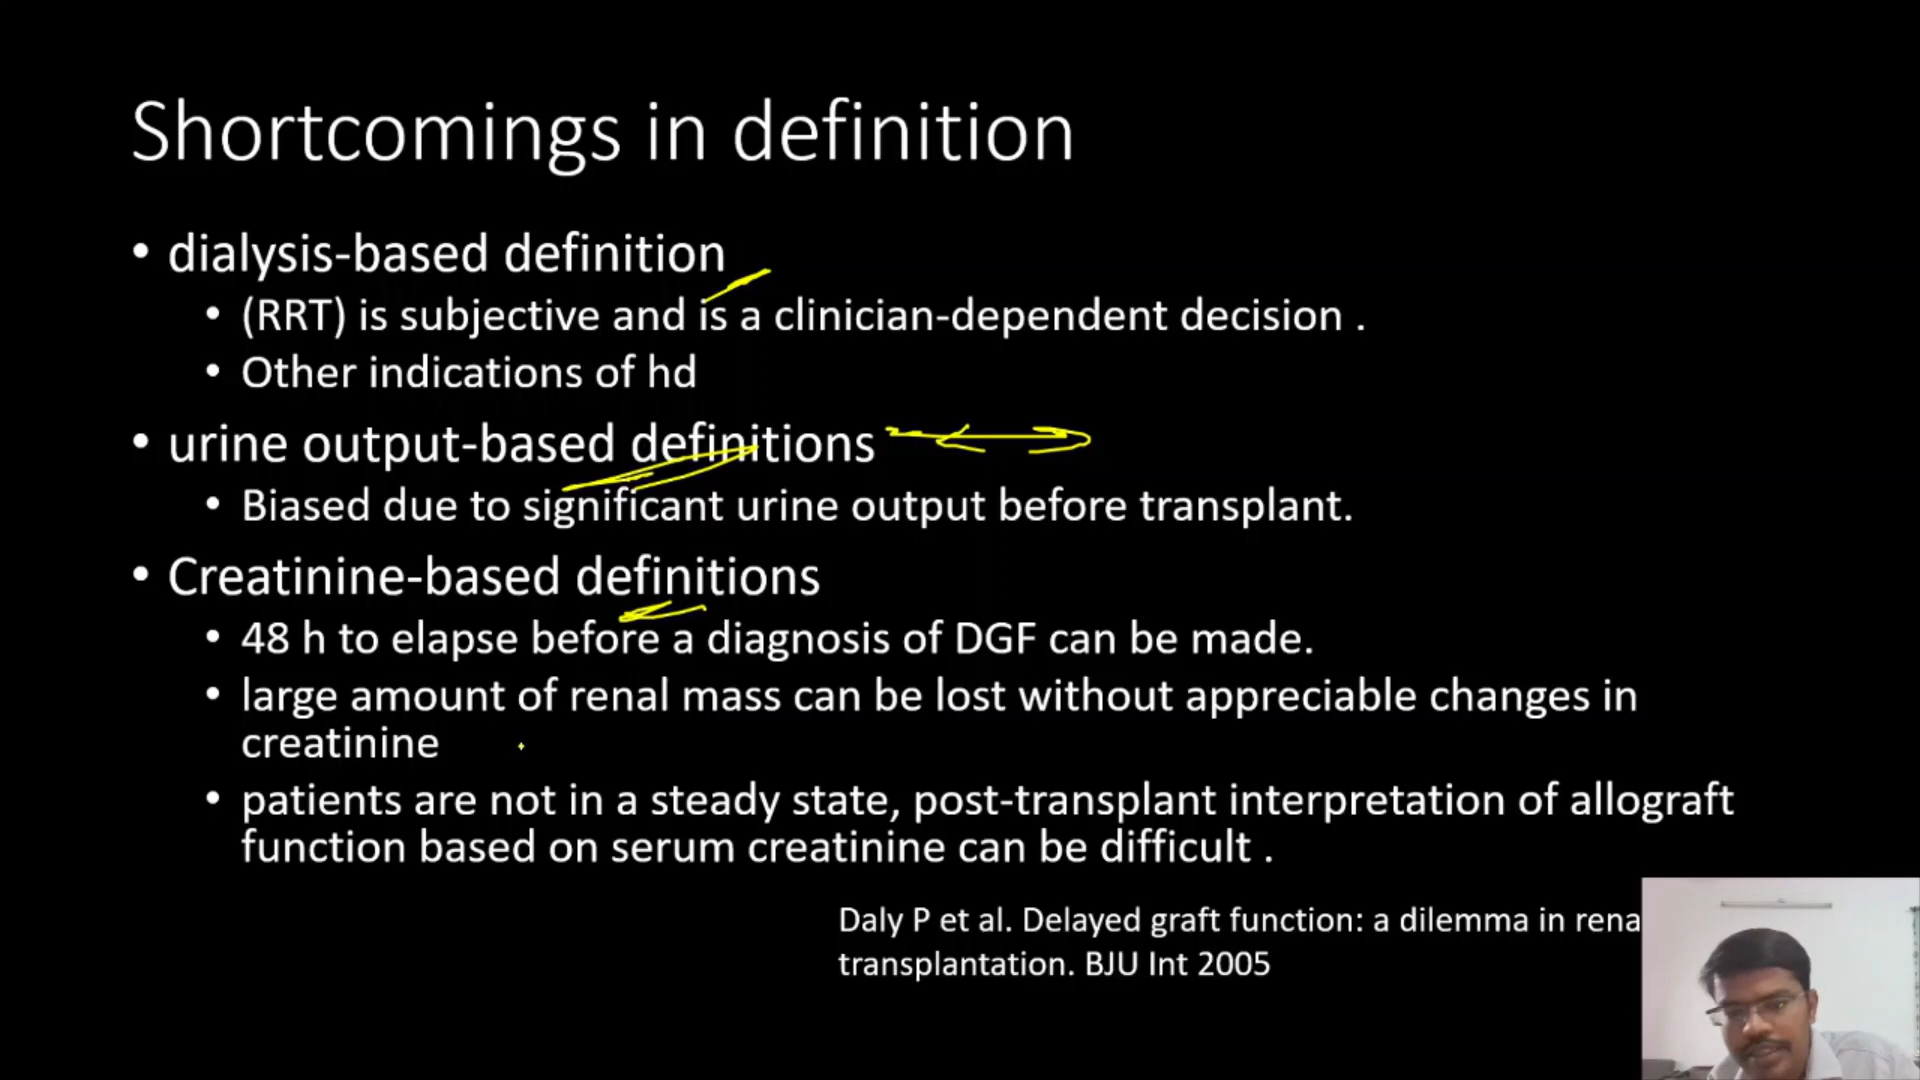 Shortcomings in definition
• dialysis-based definition
• (RRT) is subjective and is a clinician-dependent decision .
• Other indications of hd
• urine output-based definitions
• Biased due to significant urine output before transplant.
• Creatinine-based definitions
• 48 h to elapse before a diagnosis of DGF can be made.
• large amount of renal mass can be lost without appreciable changes in
creatinine
• patients are not in a steady state, post-transplant interpretation of allograft
function based on serum creatinine can be difficult .
Daly P et al. Delayed graft function: a dilemma in rena
transplantation. BJU Int 2005